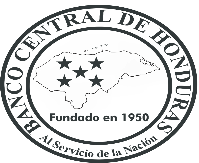 BANCO CENTRAL DE HONDURAS
Fundado en 1950
Al Servicio de la Nación